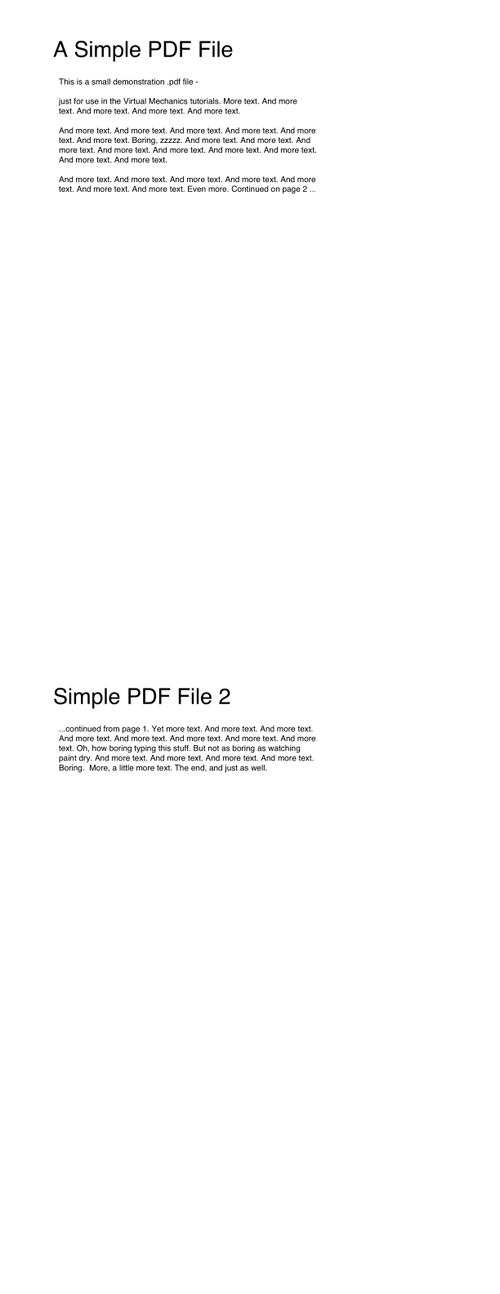 A Simple PDF File
This is a small demonstration .pdf file -
just for use in the Virtual Mechanics tutorials. More text. And more
text. And more text. And more text. And more text.
And more text. And more text. And more text. And more text. And more
text. And more text. Boring, zzzzz. And more text. And more text. And
more text. And more text. And more text. And more text. And more text.
And more text. And more text.
And more text. And more text. And more text. And more text. And more
text. And more text. And more text. Even more. Continued on page 2 ...
Simple PDF File 2
...continued from page 1. Yet more text. And more text. And more text.
And more text. And more text. And more text. And more text. And more
text. Oh, how boring typing this stuff. But not as boring as watching
paint dry. And more text. And more text. And more text. And more text.
Boring.  More, a little more text. The end, and just as well.